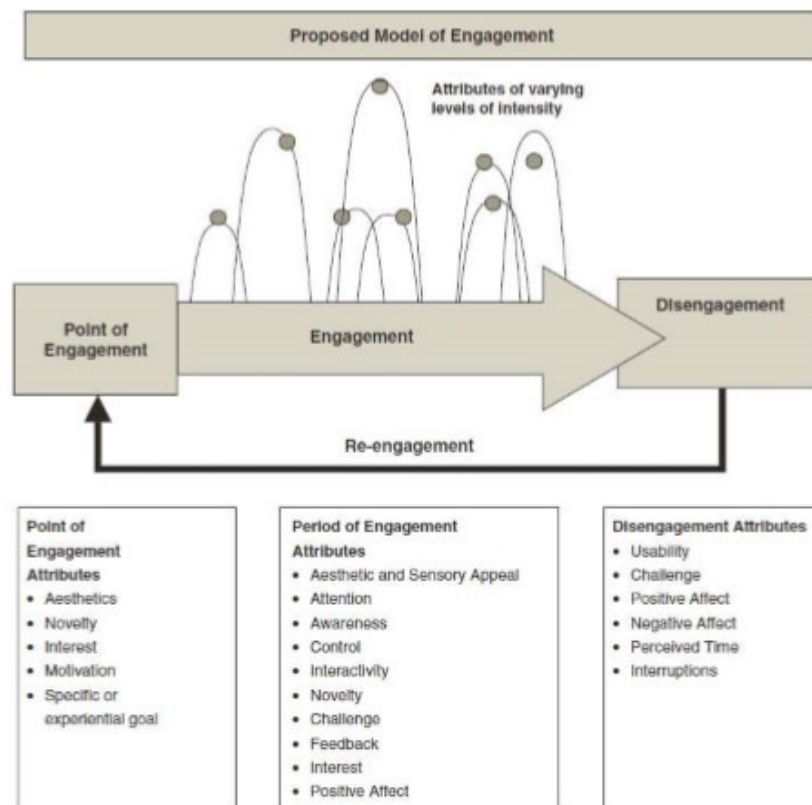 Proposed Model of Engagement
Attributes of varying
levels of intensity
Point of
Engagement
Engagement
Disengagement
Re-engagement
Point of
Engagement
Attributes
• Aesthetics
• Novelty
• Interest
• Motivation
• Specific or
experiential goal
Period of Engagement
Attributes
• Aesthetic and Sensory Appeal
• Attention
• Awareness
• Control
• Interactivity
• Novelty
• Challenge
• Feedback
• Interest
• Positive Affect
Disengagement Attributes
• Usability
• Challenge
• Positive Affect
• Negative Affect
• Perceived Time
• Interruptions